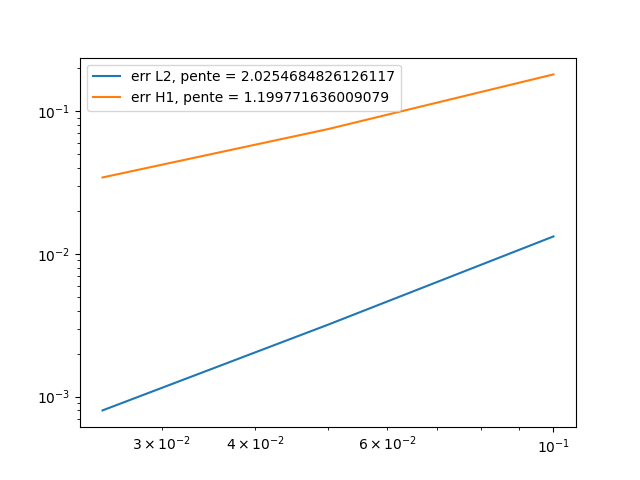 err L2, pente = 2.0254684826126117
err H1, pente = 1.199771636009079
10⁻¹
10⁻²
10⁻³
3 × 10⁻² 4 × 10⁻² 6 × 10⁻² 10⁻¹